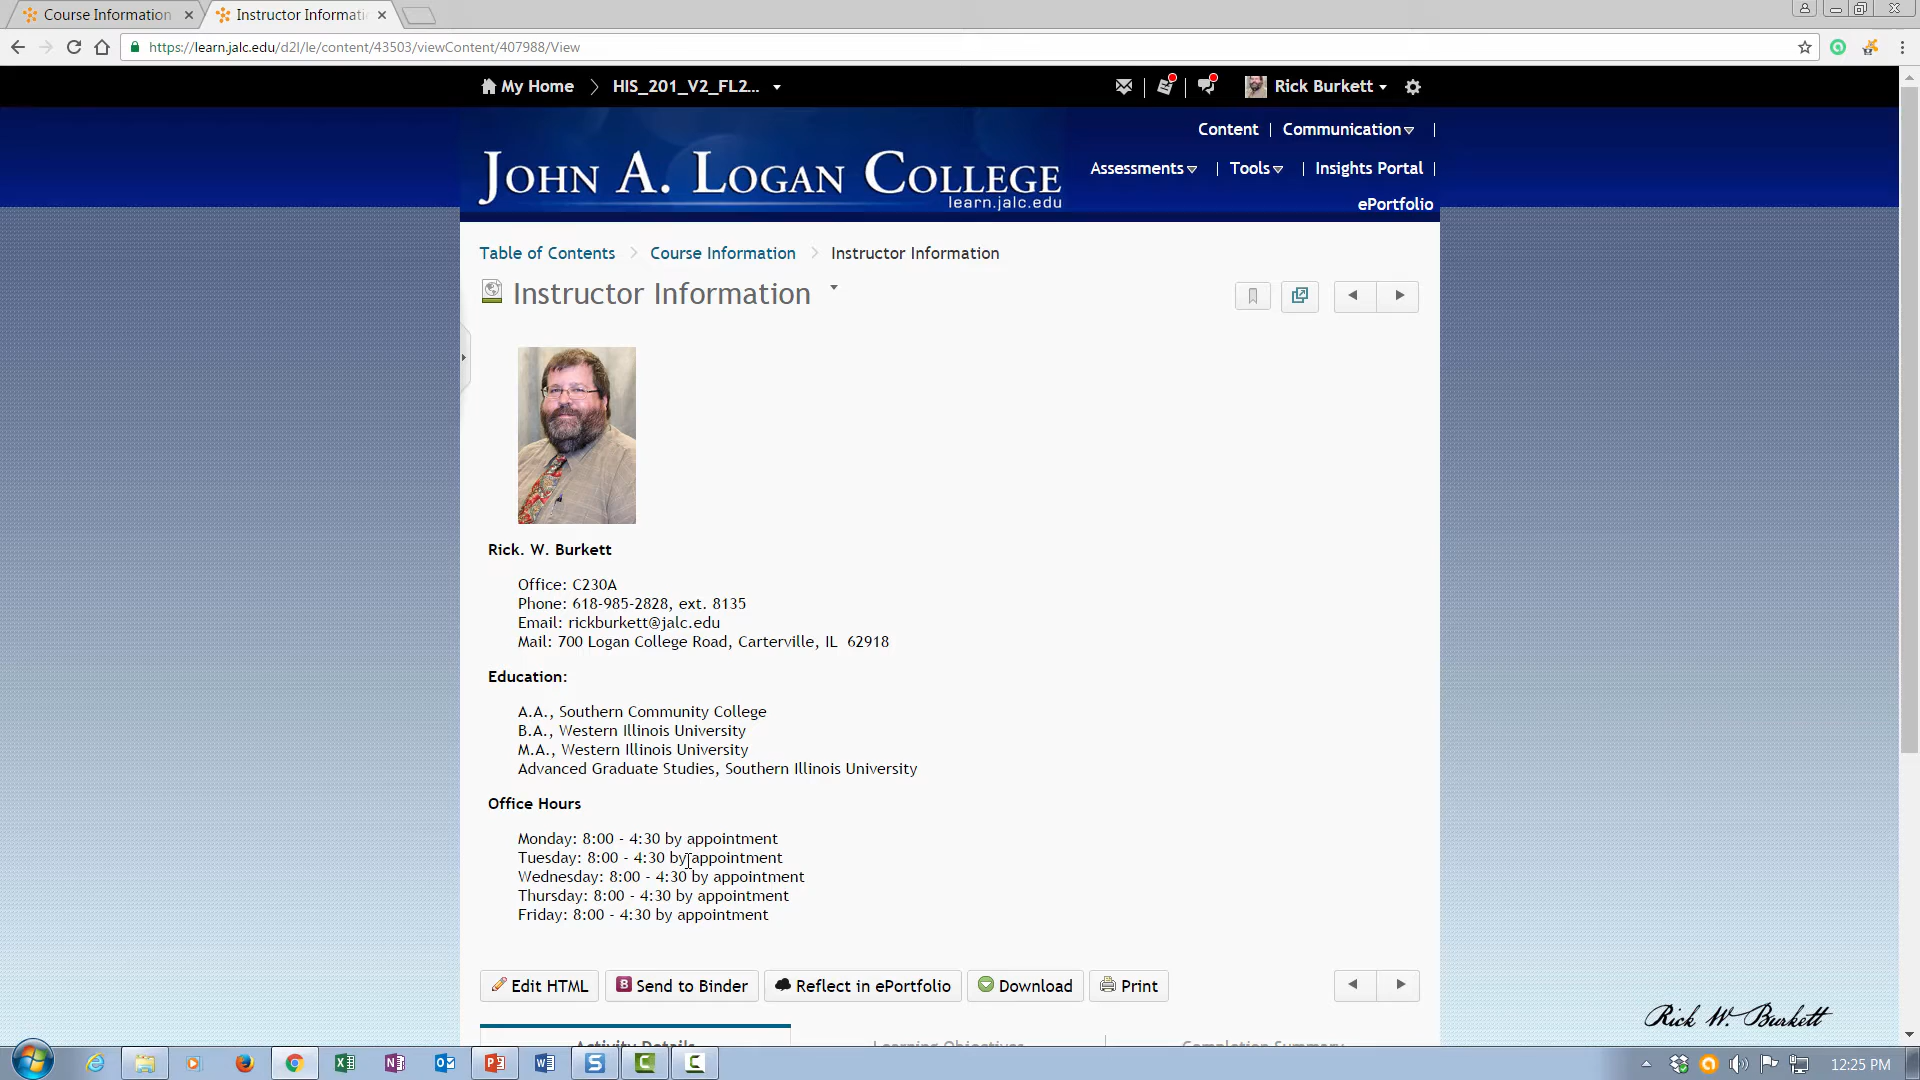 Course Information
Instructor Informati
https://learn.jalc.edu/d2l/le/content/43503/viewContent/407988/View
My Home
HIS_201_V2_FL2...
Rick Burkett
Content
Communication
JOHN A. LOGAN COLLEGE
learn.jalc.edu
Assessments
Tools
Insights Portal
ePortfolio
Table of Contents
Course Information
Instructor Information
Instructor Information
Rick. W. Burkett
Office: C230A
Phone: 618-985-2828, ext. 8135
Email: rickburkett@jalc.edu
Mail: 700 Logan College Road, Carterville, IL 62918
Education:
A.A., Southern Community College
B.A., Western Illinois University
M.A., Western Illinois University
Advanced Graduate Studies, Southern Illinois University
Office Hours
Monday: 8:00 - 4:30 by appointment
Tuesday: 8:00 - 4:30 by appointment
Wednesday: 8:00 - 4:30 by appointment
Thursday: 8:00 - 4:30 by appointment
Friday: 8:00 - 4:30 by appointment
Edit HTML
Send to Binder
Reflect in ePortfolio
Download
Print
Activity Details
Learning Objectives
Completion Summary
Rick W. Burkett
12:25 PM